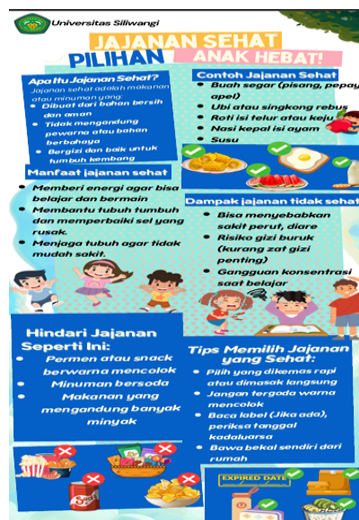 Universitas Siliwangi
JAJANAN SEHAT
PILIHAN ANAK HEBAT!
Apa Itu Jajanan Sehat?
Jajanan sehat adalah makanan
atau minuman yang:
• Dibuat dari bahan bersih
dan aman
• Tidak mengandung
pewarna atau bahan
berbahaya
• Bergizi dan baik untuk
tumbuh kembang
Contoh Jajanan Sehat
• Buah segar (pisang, pepay
apel)
• Ubi atau singkong rebus
• Roti isi telur atau keju
• Nasi kepal isi ayam
• Susu
Manfaat jajanan sehat
• Memberi energi agar bisa
belajar dan bermain
• Membantu tubuh tumbuh
dan memperbaiki sel yang
rusak.
• Menjaga tubuh agar tidak
mudah sakit.
Dampak jajanan tidak sehat
• Bisa menyebabkan
sakit perut, diare
• Risiko gizi buruk
(kurang zat gizi
penting)
• Gangguan konsentrasi
saat belajar
Hindari Jajanan
Seperti Ini:
• Permen atau snack
berwarna mencolok
• Minuman bersoda
• Makanan yang
mengandung banyak
minyak
Tips Memilih Jajanan
yang Sehat:
• Pilih yang dikemas rapi
atau dimasak langsung
• Jangan tergoda warna
mencolok
• Baca label (Jika ada),
periksa tanggal
kadaluarsa
• Bawa bekal sendiri dari
rumah
EXPIRED DATE